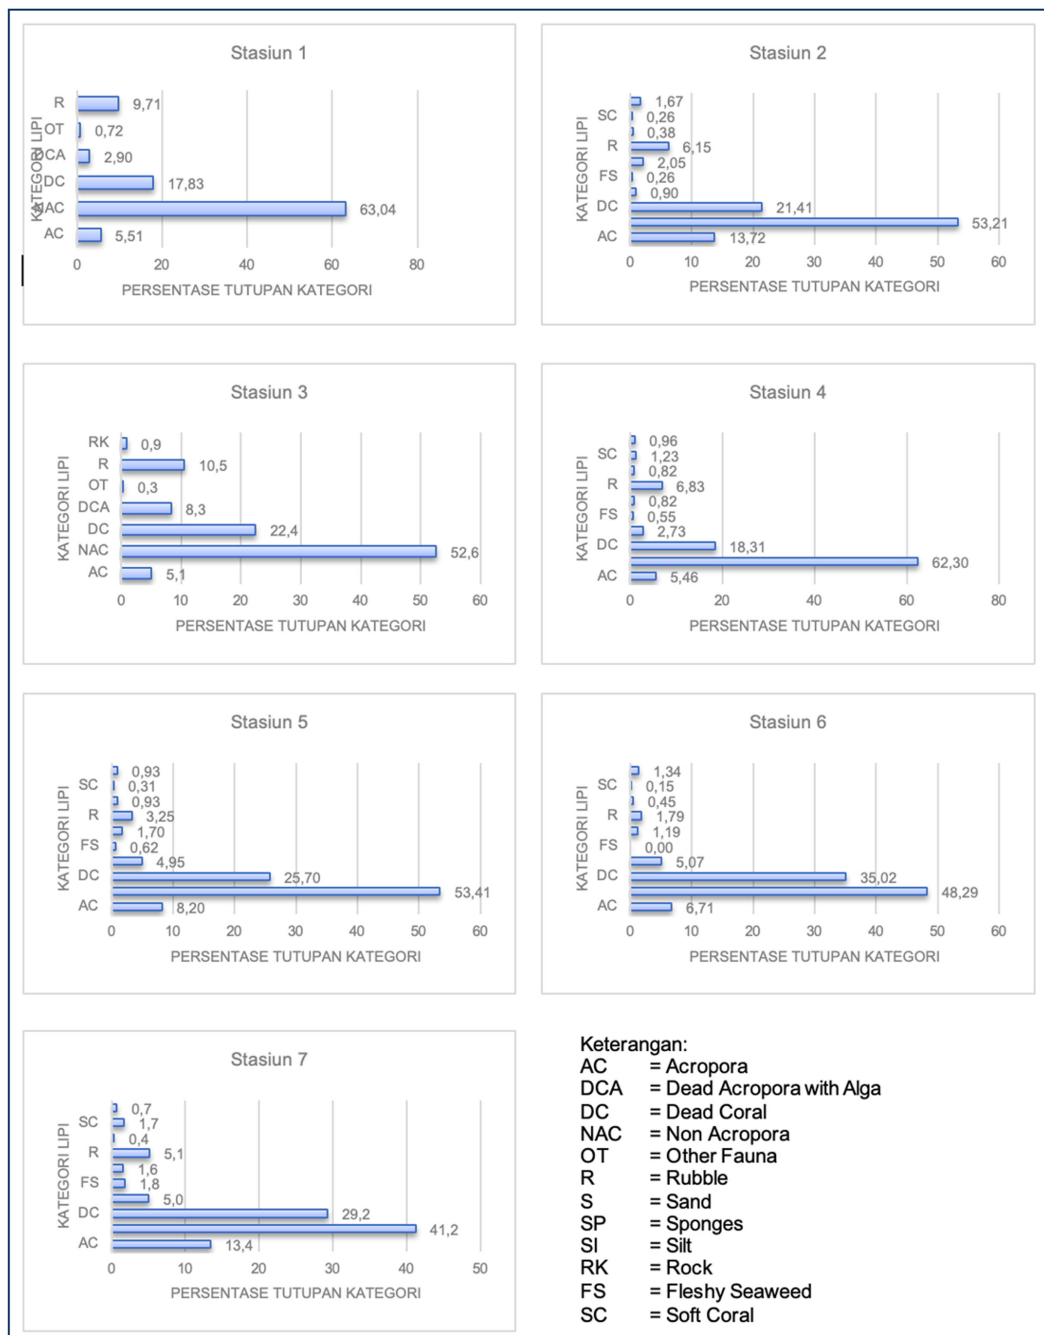 Stasiun 1
KATEGORI LIPI
R 9,71
OT 0,72
DCA 2,90
DC 17,83
NAC 63,04
AC 5,51
0 20 40 60 80
PERSENTASE TUTUPAN KATEGORI
Stasiun 2
KATEGORI LIPI
1,67
SC 0,26
0,38
R 6,15
2,05
FS 0,26
0,90
DC 21,41
53,21
AC 13,72
0 10 20 30 40 50 60
PERSENTASE TUTUPAN KATEGORI
Stasiun 3
KATEGORI LIPI
RK 0,9
R 10,5
OT 0,3
DCA 8,3
DC 22,4
NAC 52,6
AC 5,1
0 10 20 30 40 50 60
PERSENTASE TUTUPAN KATEGORI
Stasiun 4
KATEGORI LIPI
0,96
SC 1,23
0,82
R 6,83
0,82
FS 0,55
2,73
DC 18,31
62,30
AC 5,46
0 20 40 60 80
PERSENTASE TUTUPAN KATEGORI
Stasiun 5
KATEGORI LIPI
0,93
SC 0,31
0,93
R 3,25
1,70
FS 0,62
4,95
DC 25,70
53,41
AC 8,20
0 10 20 30 40 50 60
PERSENTASE TUTUPAN KATEGORI
Stasiun 6
KATEGORI LIPI
1,34
SC 0,15
0,45
R 1,79
1,19
FS 0,00
5,07
DC 35,02
48,29
AC 6,71
0 10 20 30 40 50 60
PERSENTASE TUTUPAN KATEGORI
Stasiun 7
KATEGORI LIPI
0,7
SC 1,7
0,4
R 5,1
1,6
FS 1,8
5,0
DC 29,2
41,2
AC 13,4
0 10 20 30 40 50
PERSENTASE TUTUPAN KATEGORI
Keterangan:
AC = Acropora
DCA = Dead Acropora with Alga
DC = Dead Coral
NAC = Non Acropora
OT = Other Fauna
R = Rubble
S = Sand
SP = Sponges
SI = Silt
RK = Rock
FS = Fleshy Seaweed
SC = Soft Coral